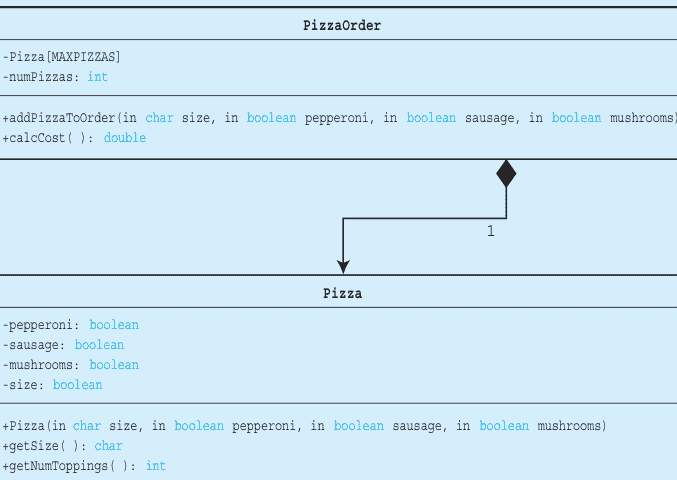 PizzaOrder
-Pizza[MAXPIZZAS]
-numPizzas: int
+addPizzaToOrder(in char size, in boolean pepperoni, in boolean sausage, in boolean mushrooms)
+calcCost( ): double
1
Pizza
-pepperoni: boolean
-sausage: boolean
-mushrooms: boolean
-size: boolean
+Pizza(in char size, in boolean pepperoni, in boolean sausage, in boolean mushrooms)
+getSize( ): char
+getNumToppings( ): int